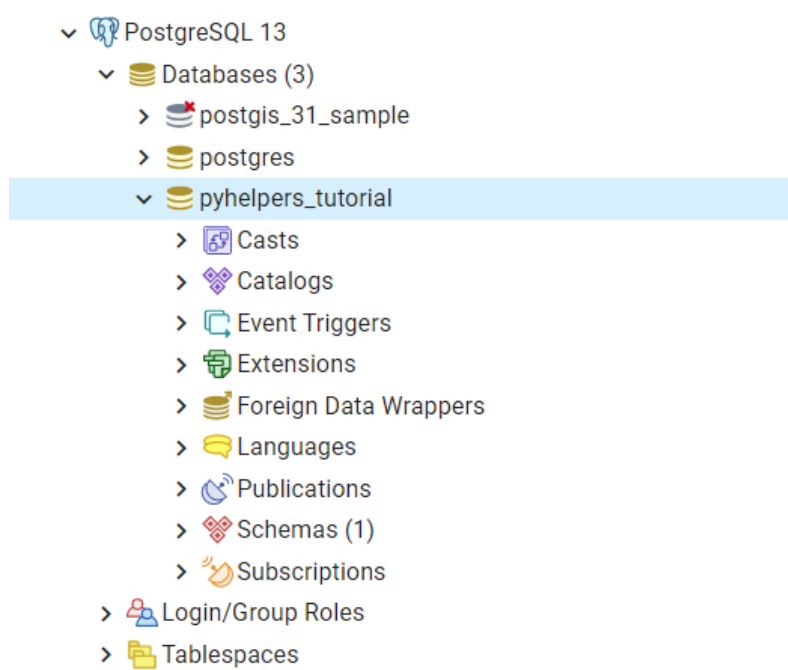 PostgreSQL 13
Databases (3)
postgis_31_sample
postgres
pyhelpers_tutorial
Casts
Catalogs
Event Triggers
Extensions
Foreign Data Wrappers
Languages
Publications
Schemas (1)
Subscriptions
Login/Group Roles
Tablespaces